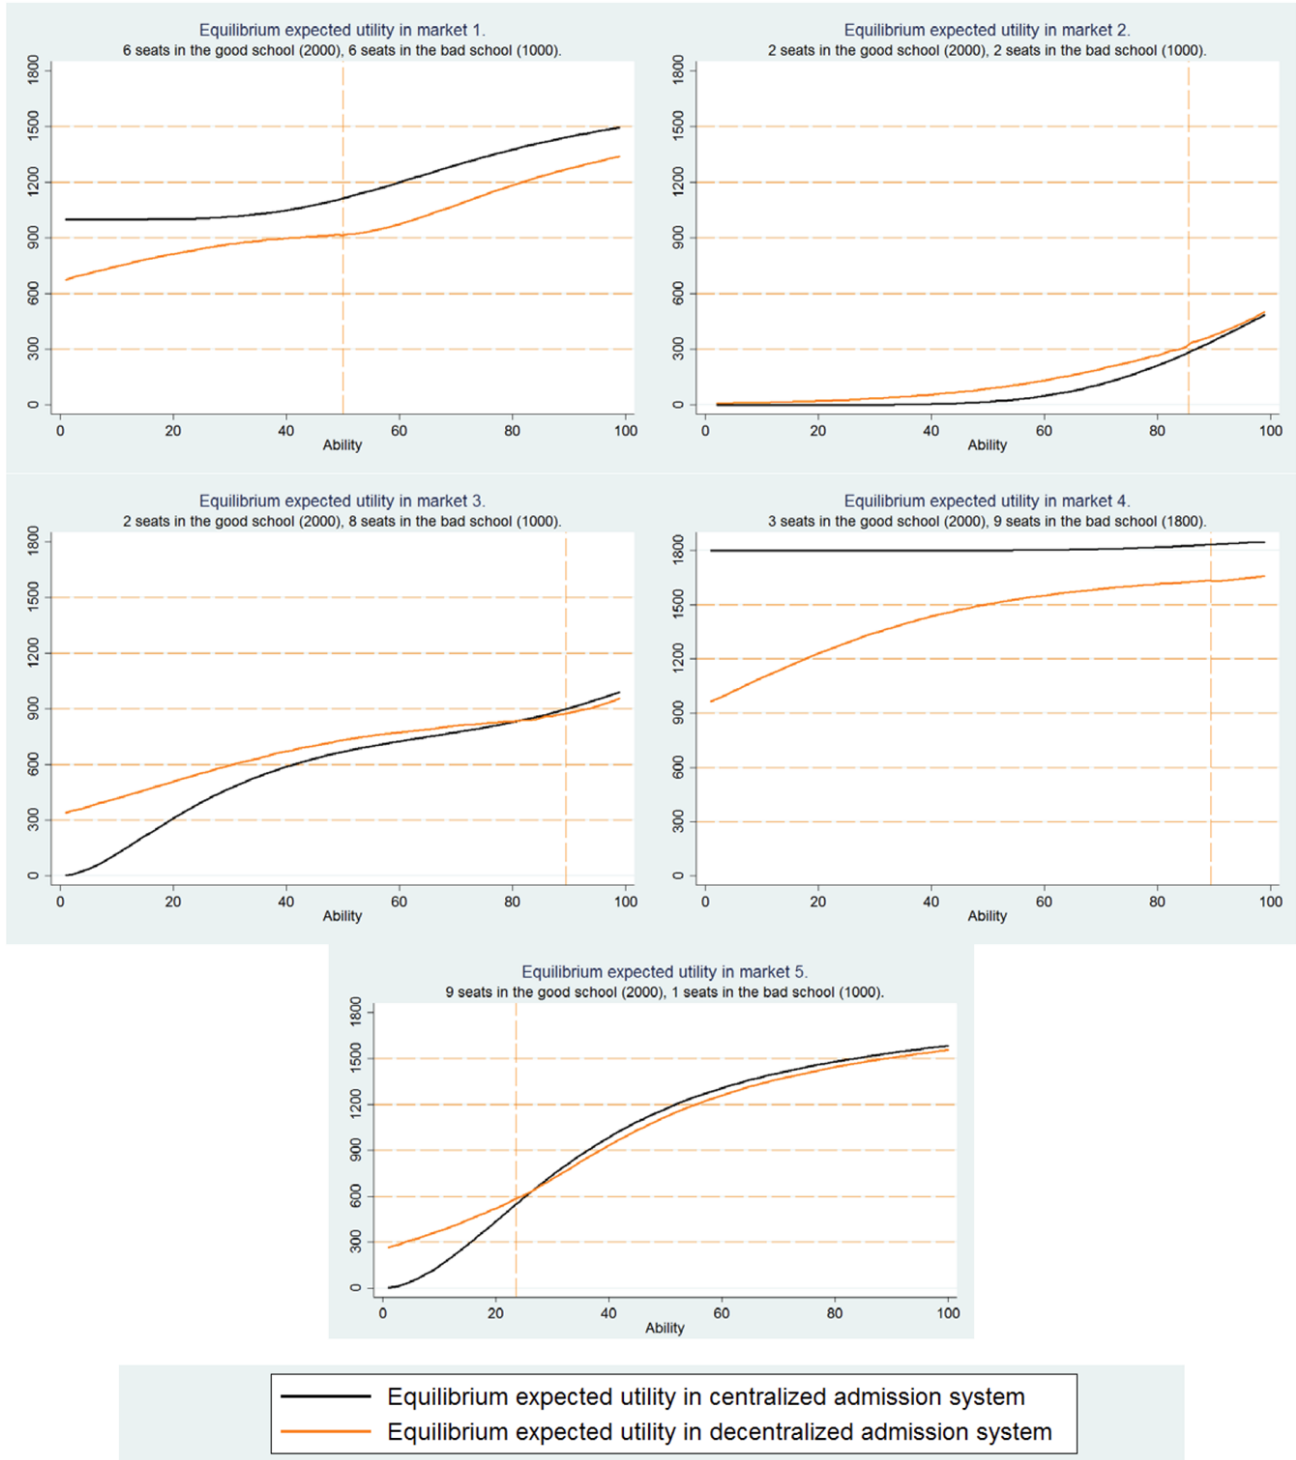 Equilibrium expected utility in market 1.
6 seats in the good school (2000), 6 seats in the bad school (1000).
1800
1500
1200
900
600
300
0
0 20 40 60 80 100
Ability
Equilibrium expected utility in market 2.
2 seats in the good school (2000), 2 seats in the bad school (1000).
1800
1500
1200
900
600
300
0
0 20 40 60 80 100
Ability
Equilibrium expected utility in market 3.
2 seats in the good school (2000), 8 seats in the bad school (1000).
1800
1500
1200
900
600
300
0
0 20 40 60 80 100
Ability
Equilibrium expected utility in market 4.
3 seats in the good school (2000), 9 seats in the bad school (1800).
1800
1500
1200
900
600
300
0
0 20 40 60 80 100
Ability
Equilibrium expected utility in market 5.
9 seats in the good school (2000), 1 seats in the bad school (1000).
1800
1500
1200
900
600
300
0
0 20 40 60 80 100
Ability
Equilibrium expected utility in centralized admission system
Equilibrium expected utility in decentralized admission system